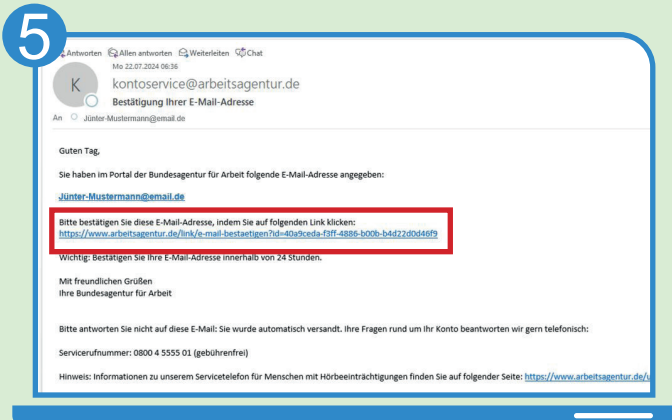 5
Antworten Allen antworten Weiterleiten Chat
Mo 22.07.2024 06:36
K
kontoservice@arbeitsagentur.de
Bestätigung Ihrer E-Mail-Adresse
An Jünter-Mustermann@email.de
Guten Tag,
Sie haben im Portal der Bundesagentur für Arbeit folgende E-Mail-Adresse angegeben:
Jünter-Mustermann@email.de
Bitte bestätigen Sie diese E-Mail-Adresse, indem Sie auf folgenden Link klicken:
https://www.arbeitsagentur.de/link/e-mail-bestaetigen?id=40a9ceda-f3ff-4886-b00b-b4d22d0d46f9
Wichtig: Bestätigen Sie Ihre E-Mail-Adresse innerhalb von 24 Stunden.
Mit freundlichen Grüßen
Ihre Bundesagentur für Arbeit
Bitte antworten Sie nicht auf diese E-Mail: Sie wurde automatisch versandt. Ihre Fragen rund um Ihr Konto beantworten wir gern telefonisch:
Servicerufnummer: 0800 4 5555 01 (gebührenfrei)
Hinweis: Informationen zu unserem Servicetelefon für Menschen mit Hörbeeinträchtigungen finden Sie auf folgender Seite: https://www.arbeitsagentur.de/u